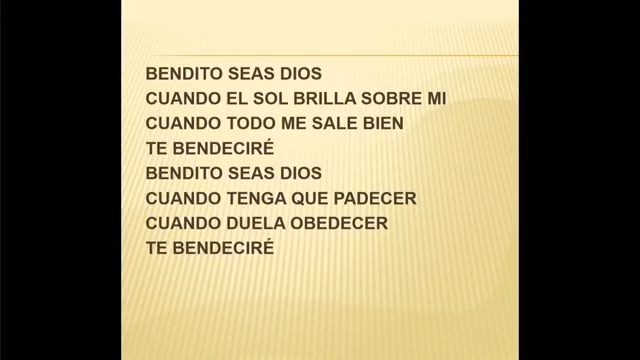 BENDITO SEAS DIOS
CUANDO EL SOL BRILLA SOBRE MI
CUANDO TODO ME SALE BIEN
TE BENDECIRÉ
BENDITO SEAS DIOS
CUANDO TENGA QUE PADECER
CUANDO DUELA OBEDECER
TE BENDECIRÉ